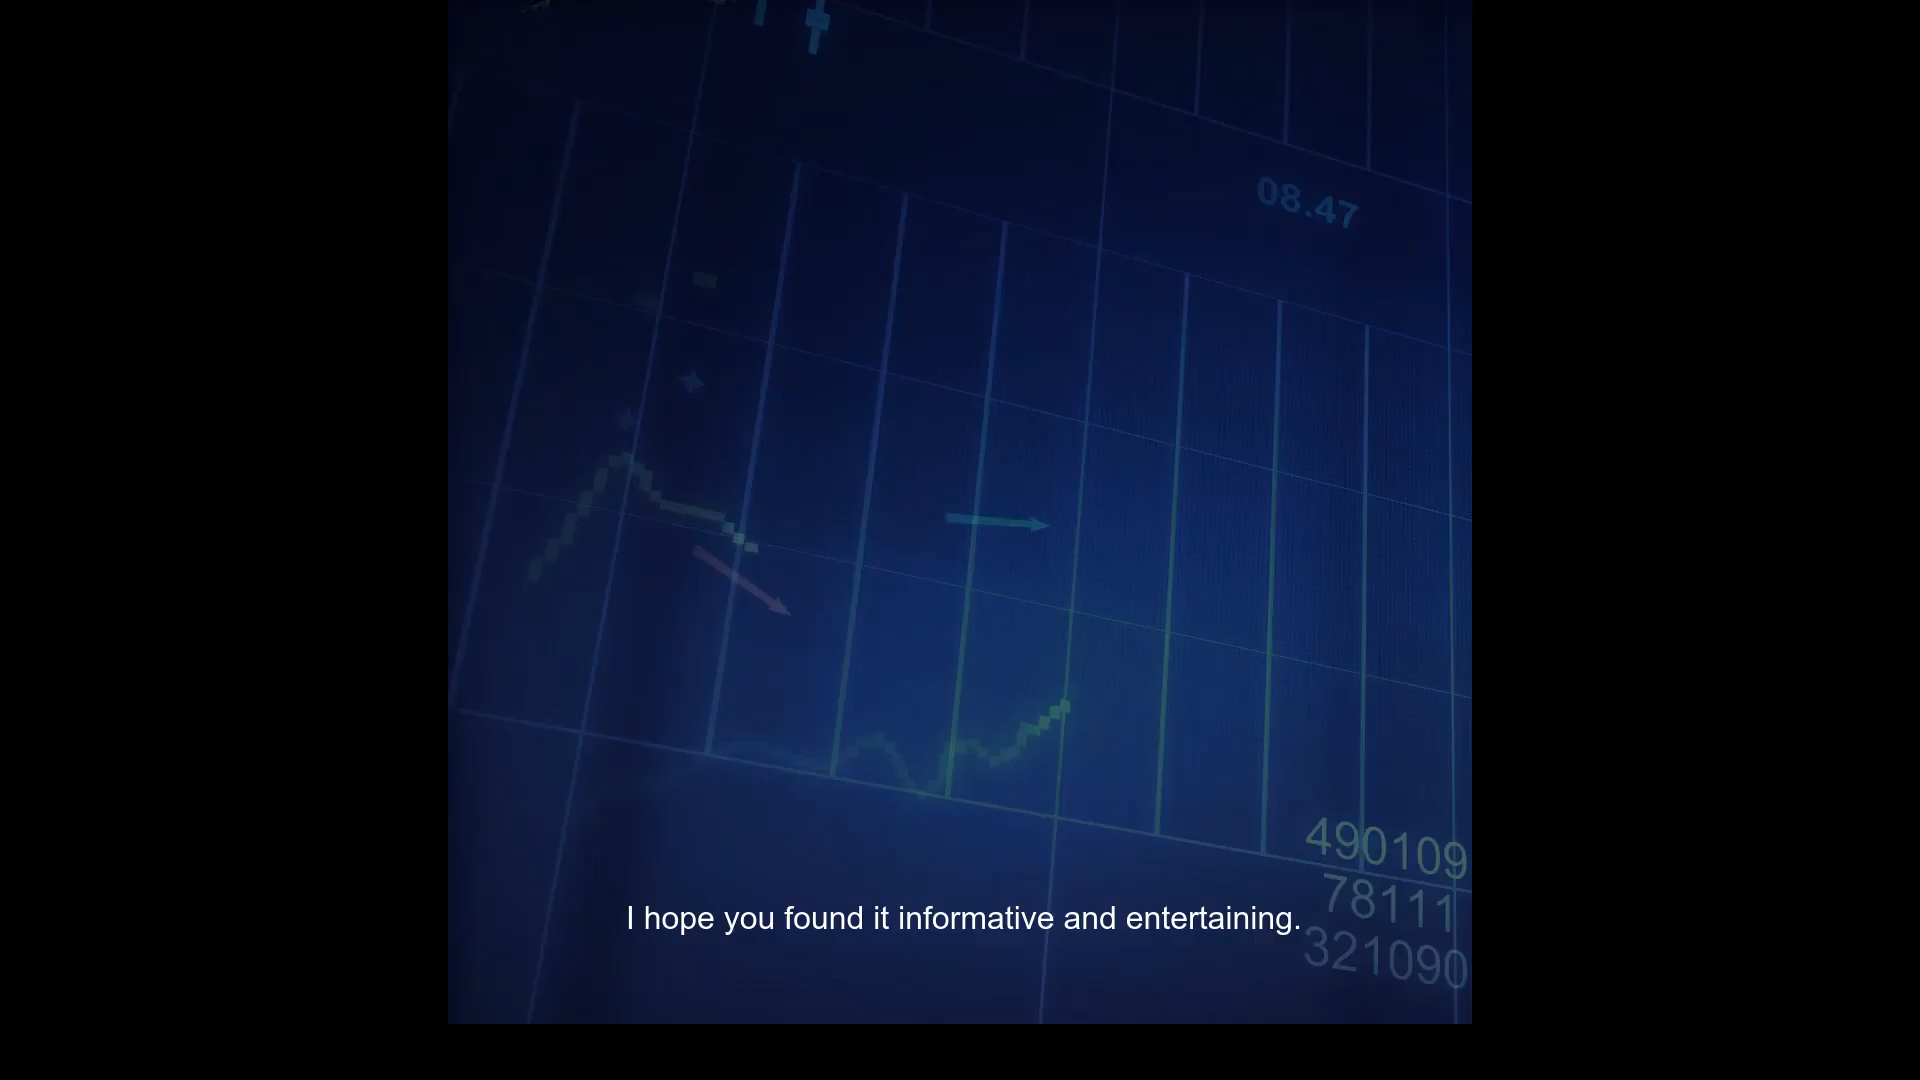 08.47
490109
78111
321090
I hope you found it informative and entertaining.